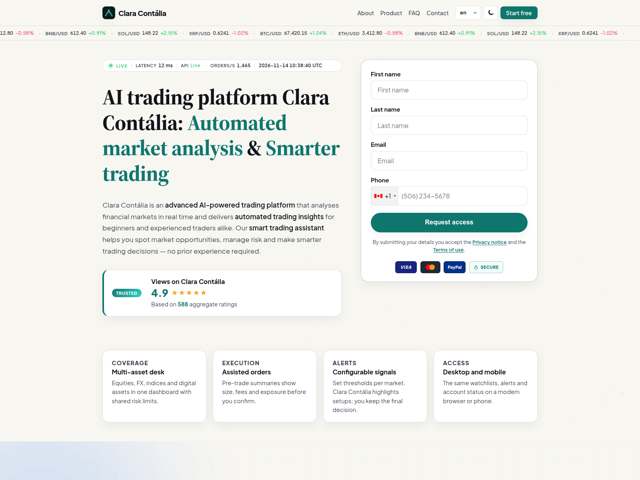 Clara Contália
About Product FAQ Contact en Start free
12.80 -0.98% BNB/USD 612.40 +0.95% SOL/USD 148.22 +2.10% XRP/USD 0.6241 -1.02% BTC/USD 67,420.15 +1.04% ETH/USD 3,412.80 -0.98% BNB/USD 612.40 +0.95% SOL/USD 148.22 +2.10% XRP/USD 0.6241 -1.02%
LIVE LATENCY 12 ms API Live ORDERS/S 1,465 2026-11-14 10:38:40 UTC
AI trading platform Clara
Contália: Automated
market analysis & Smarter
trading
Clara Contália is an advanced AI-powered trading platform that analyses
financial markets in real time and delivers automated trading insights for
beginners and experienced traders alike. Our smart trading assistant
helps you spot market opportunities, manage risk and make smarter
trading decisions — no prior experience required.
TRUSTED
Views on Clara Contália
4.9 ★★★★★
Based on 588 aggregate ratings
First name
First name
Last name
Last name
Email
Email
Phone
+1 (506) 234-5678
Request access
By submitting your details you accept the Privacy notice and the
Terms of use.
VISA PayPal SECURE
COVERAGE
Multi-asset desk
Equities, FX, indices and digital
assets in one dashboard with
shared risk limits.
EXECUTION
Assisted orders
Pre-trade summaries show
size, fees and exposure before
you confirm.
ALERTS
Configurable signals
Set thresholds per market.
Clara Contália highlights
setups; you keep the final
decision.
ACCESS
Desktop and mobile
The same watchlists, alerts and
account status on a modern
browser or phone.